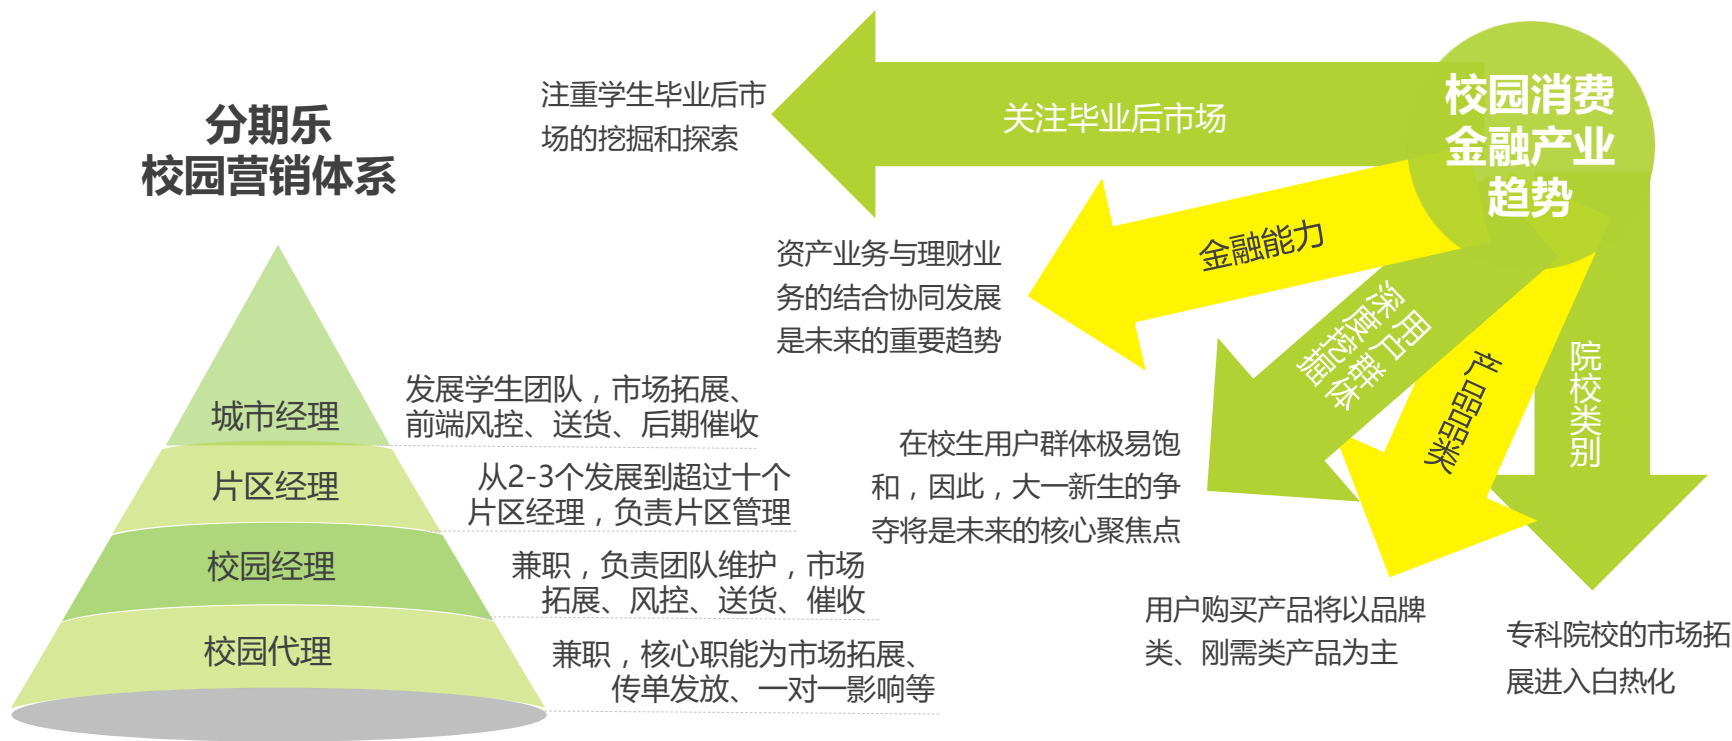 分期乐
校园营销体系
城市经理
发展学生团队，市场拓展、
前端风控、送货、后期催收
片区经理
从2-3个发展到超过十个
片区经理，负责片区管理
校园经理
兼职，负责团队维护，市场
拓展、风控、送货、催收
校园代理
兼职，核心职能为市场拓展、
传单发放、一对一影响等
校园消费
金融产业
趋势
关注毕业后市场
注重学生毕业后市
场的挖掘和探索
金融能力
资产业务与理财业
务的结合协同发展
是未来的重要趋势
用户群体
深度挖掘
在校生用户群体极易饱
和，因此，大一新生的争
夺将是未来的核心聚焦点
产品品类
用户购买产品将以品牌
类、刚需类产品为主
院校类别
专科院校的市场拓
展进入白热化